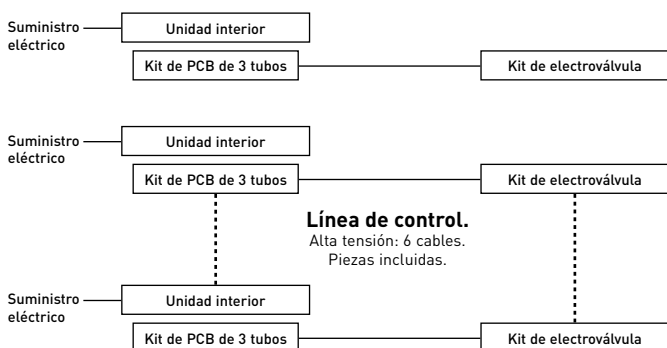 Suministro
eléctrico
Unidad interior
Kit de PCB de 3 tubos
Kit de electroválvula
Suministro
eléctrico
Unidad interior
Kit de PCB de 3 tubos
Kit de electroválvula
Línea de control.
Alta tensión: 6 cables.
Piezas incluidas.
Suministro
eléctrico
Unidad interior
Kit de PCB de 3 tubos
Kit de electroválvula